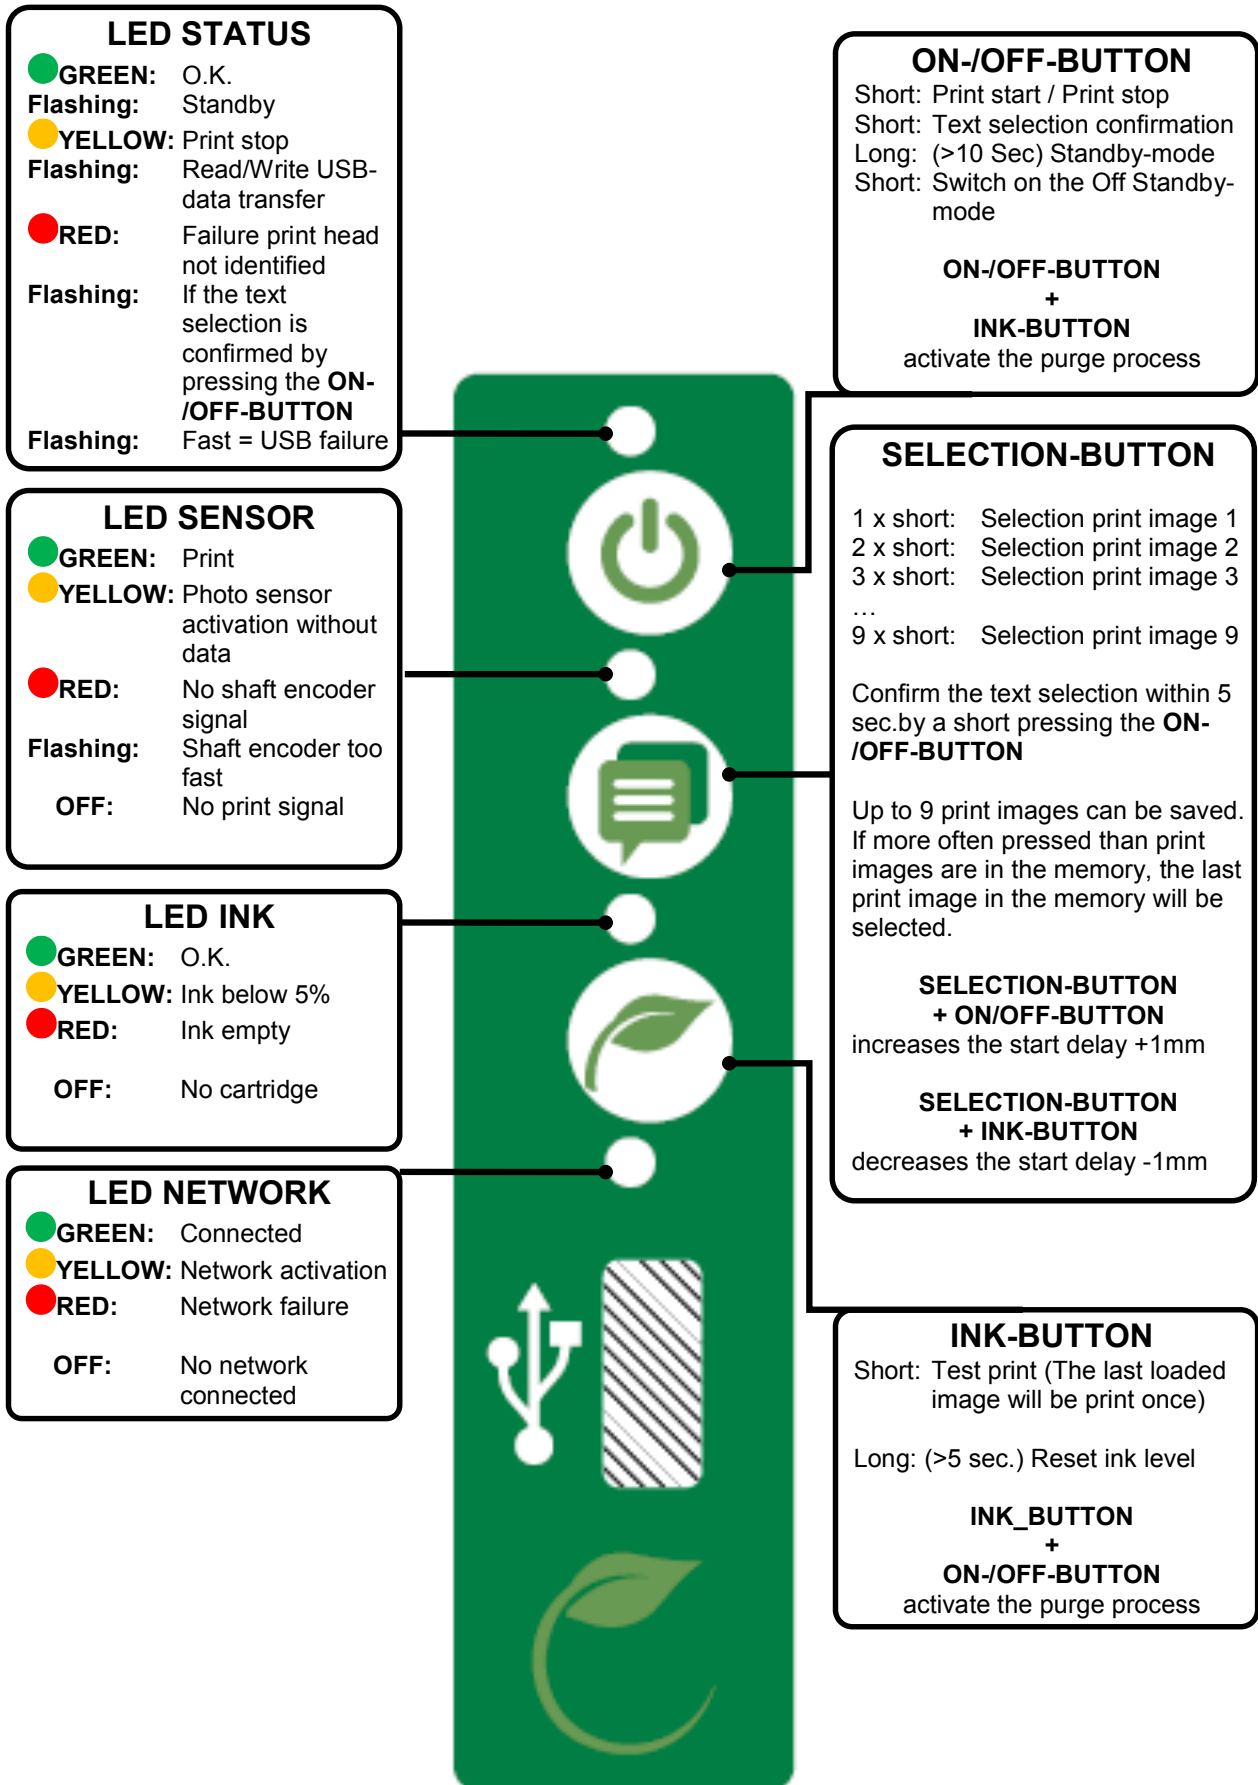 LED STATUS
GREEN: O.K.
Flashing: Standby
YELLOW: Print stop
Flashing: Read/Write USB-
data transfer
RED: Failure print head
not identified
Flashing: If the text
selection is
confirmed by
pressing the ON-
/OFF-BUTTON
Flashing: Fast = USB failure
LED SENSOR
GREEN: Print
YELLOW: Photo sensor
activation without
data
RED: No shaft encoder
signal
Flashing: Shaft encoder too
fast
OFF: No print signal
LED INK
GREEN: O.K.
YELLOW: Ink below 5%
RED: Ink empty
OFF: No cartridge
LED NETWORK
GREEN: Connected
YELLOW: Network activation
RED: Network failure
OFF: No network
connected
ON-/OFF-BUTTON
Short: Print start / Print stop
Short: Text selection confirmation
Long: (>10 Sec) Standby-mode
Short: Switch on the Off Standby-
mode
ON-/OFF-BUTTON
+
INK-BUTTON
activate the purge process
SELECTION-BUTTON
1 x short: Selection print image 1
2 x short: Selection print image 2
3 x short: Selection print image 3
…
9 x short: Selection print image 9
Confirm the text selection within 5
sec.by a short pressing the ON-
/OFF-BUTTON
Up to 9 print images can be saved.
If more often pressed than print
images are in the memory, the last
print image in the memory will be
selected.
SELECTION-BUTTON
+ ON/OFF-BUTTON
increases the start delay +1mm
SELECTION-BUTTON
+ INK-BUTTON
decreases the start delay -1mm
INK-BUTTON
Short: Test print (The last loaded
image will be print once)
Long: (>5 sec.) Reset ink level
INK_BUTTON
+
ON-/OFF-BUTTON
activate the purge process